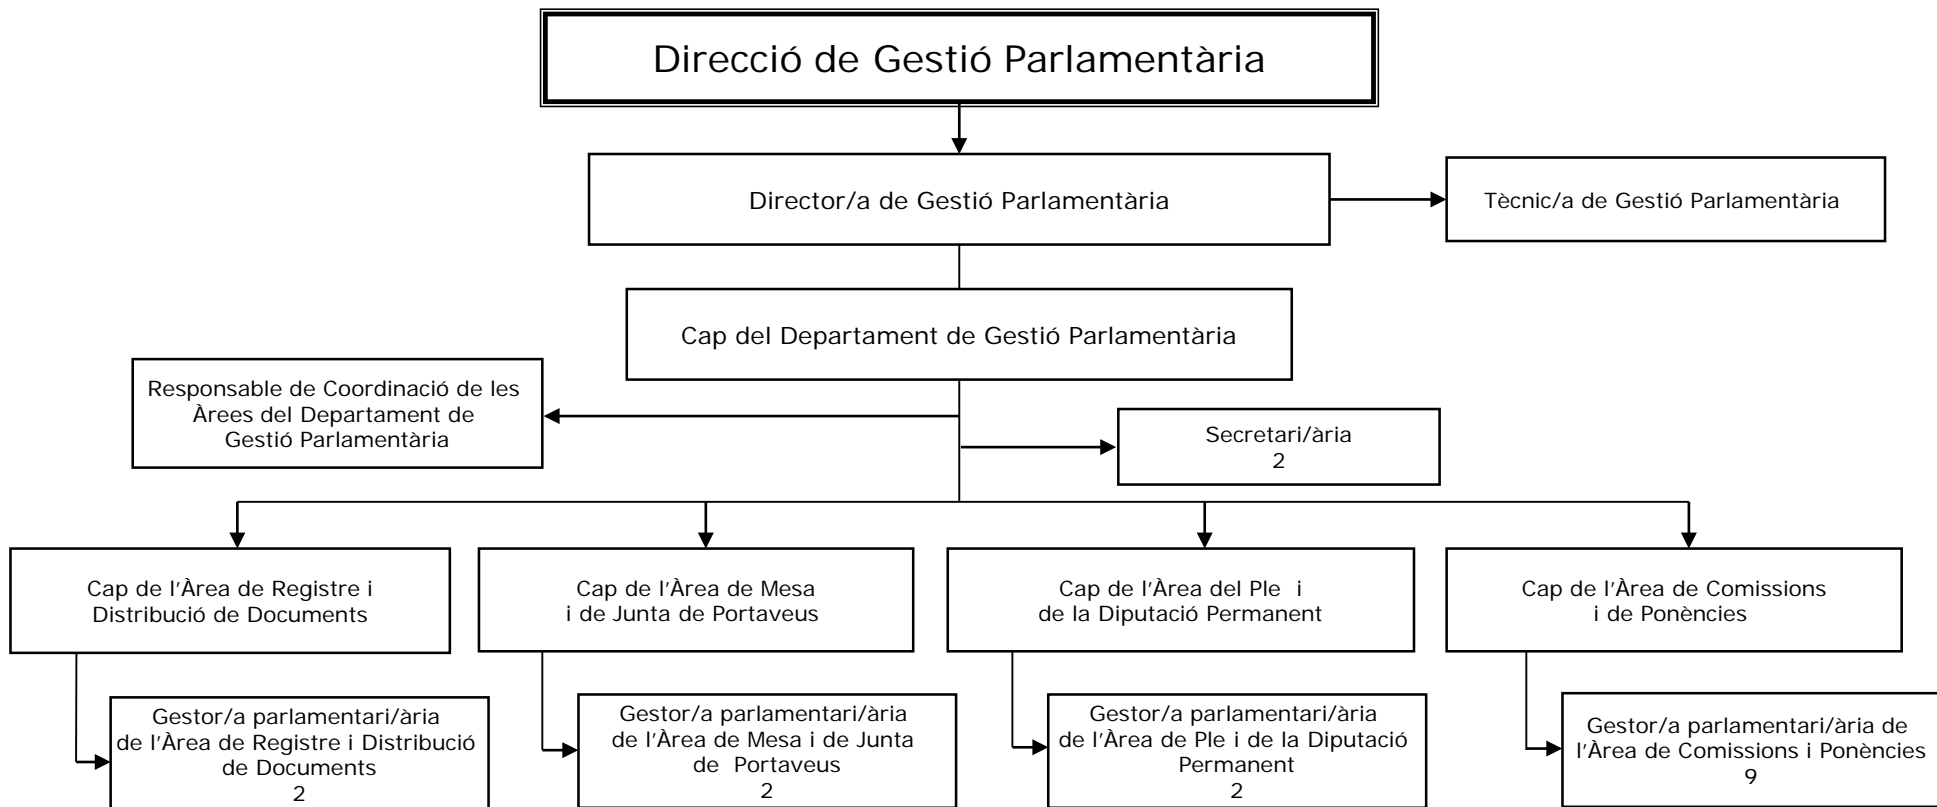 Direcció de Gestió Parlamentària
Director/a de Gestió Parlamentària
Tècnic/a de Gestió Parlamentària
Cap del Departament de Gestió Parlamentària
Responsable de Coordinació de les
Àrees del Departament de
Gestió Parlamentària
Secretari/ària
2
Cap de l'Àrea de Registre i
Distribució de Documents
Cap de l'Àrea de Mesa
i de Junta de Portaveus
Cap de l'Àrea del Ple i
de la Diputació Permanent
Cap de l'Àrea de Comissions
i de Ponències
Gestor/a parlamentari/ària
de l'Àrea de Registre i Distribució
de Documents
2
Gestor/a parlamentari/ària
de l'Àrea de Mesa i de Junta
de Portaveus
2
Gestor/a parlamentari/ària
de l'Àrea de Ple i de la Diputació
Permanent
2
Gestor/a parlamentari/ària de
l'Àrea de Comissions i Ponències
9